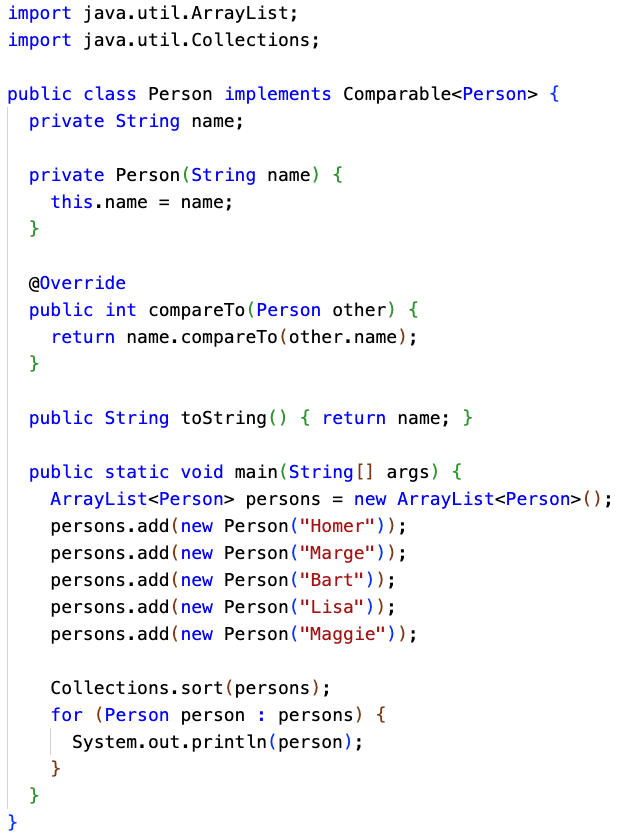 import java.util.ArrayList;
import java.util.Collections;

public class Person implements Comparable<Person> {
  private String name;

  private Person(String name) {
    this.name = name;
  }

  @Override
  public int compareTo(Person other) {
    return name.compareTo(other.name);
  }

  public String toString() { return name; }

  public static void main(String[] args) {
    ArrayList<Person> persons = new ArrayList<Person>();
    persons.add(new Person("Homer"));
    persons.add(new Person("Marge"));
    persons.add(new Person("Bart"));
    persons.add(new Person("Lisa"));
    persons.add(new Person("Maggie"));

    Collections.sort(persons);
    for (Person person : persons) {
      System.out.println(person);
    }
  }
}